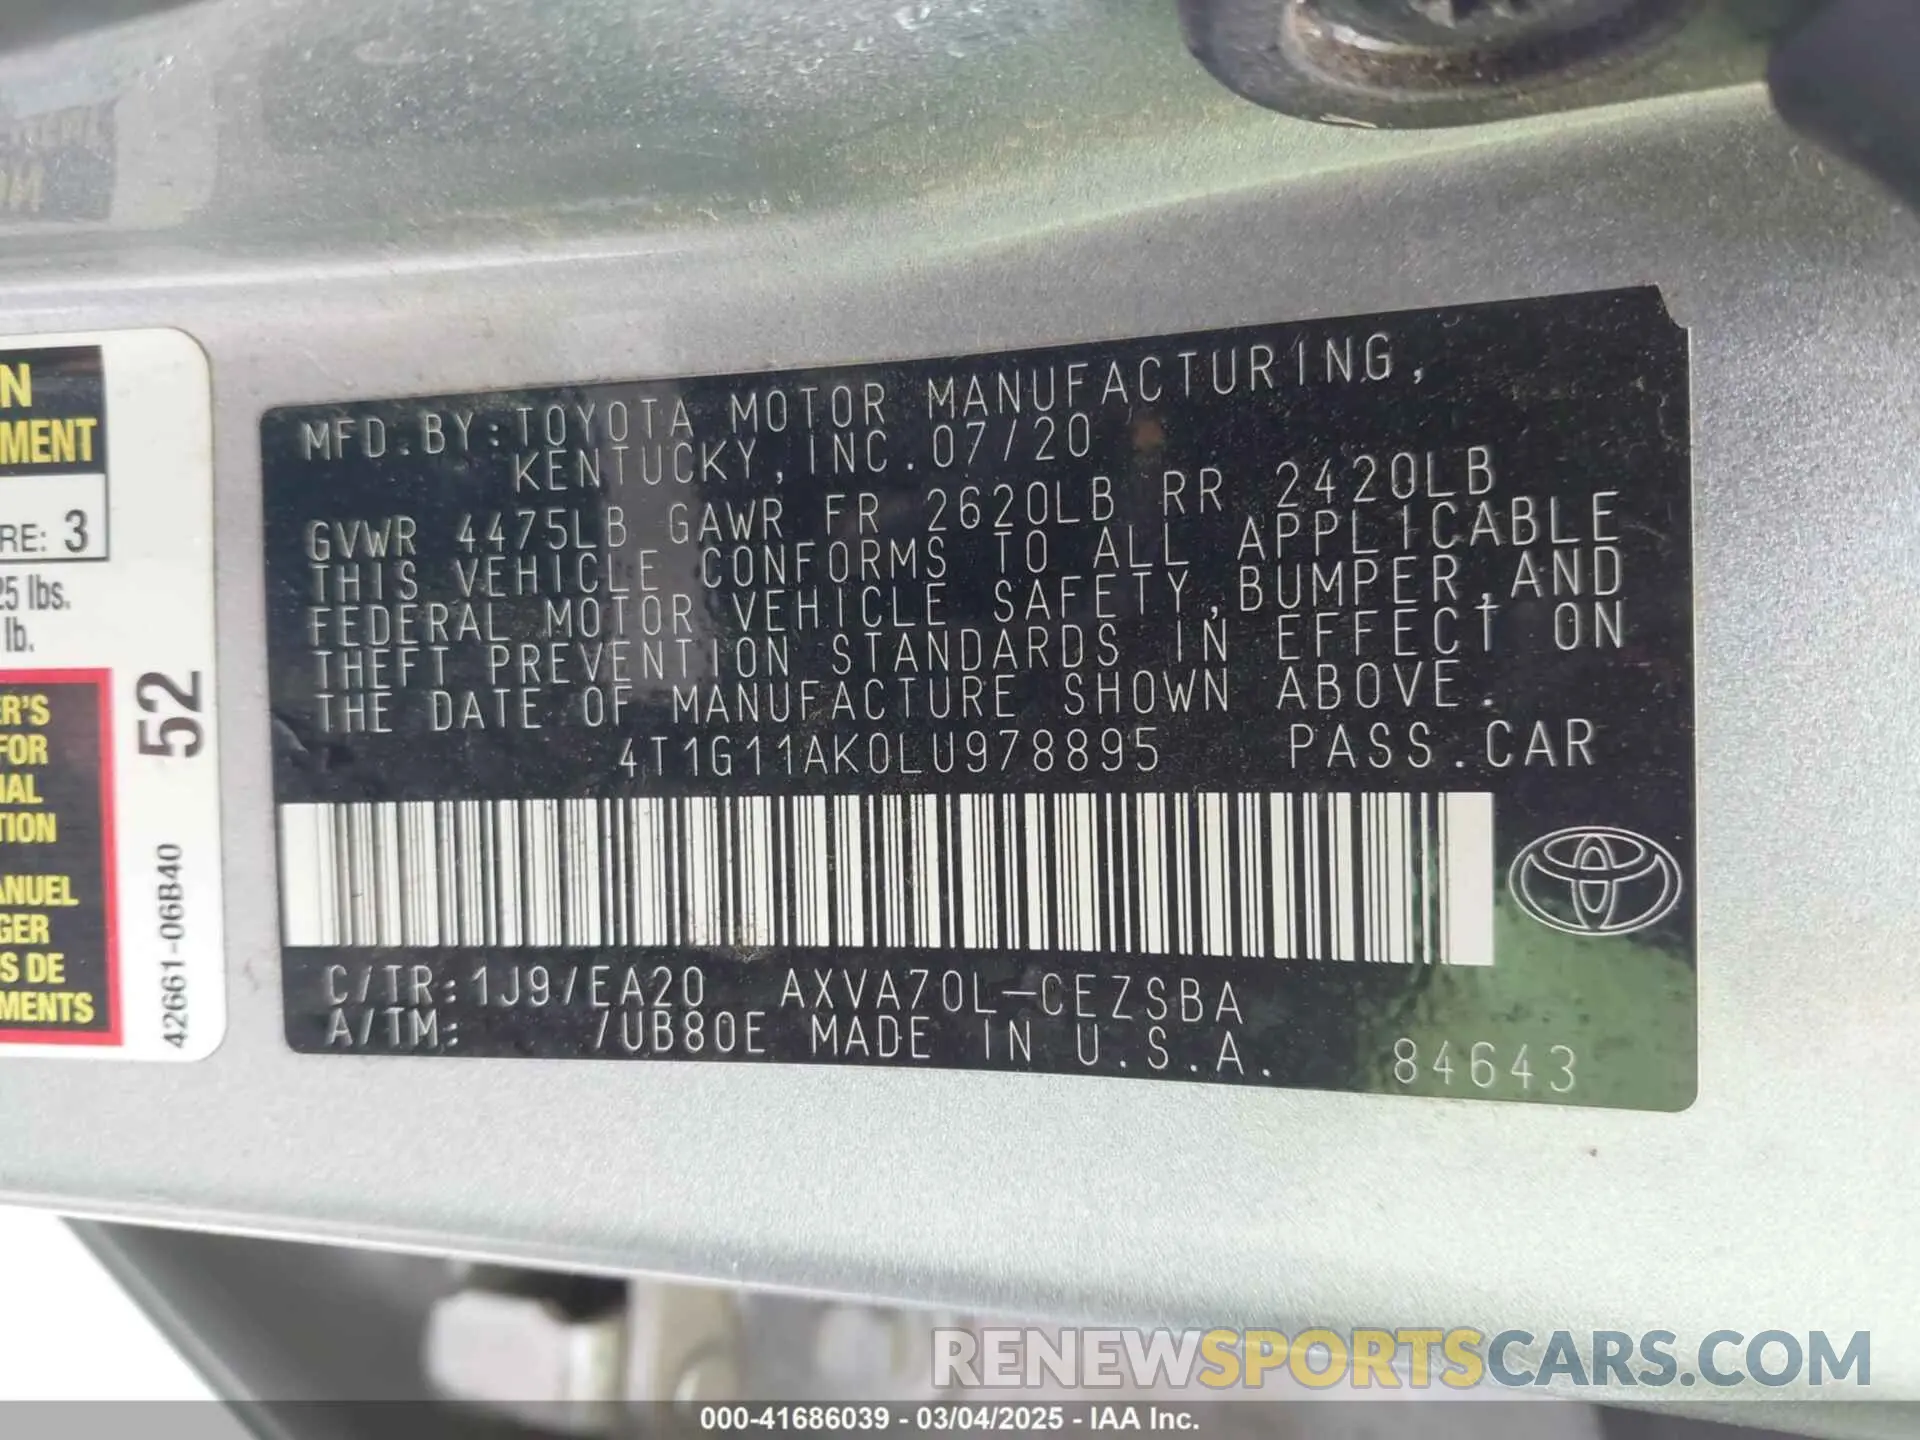 MFD.BY:TOYOTA MOTOR MANUFACTURING,
KENTUCKY, INC. 07/20
GVWR 4475LB GAWR FR 2620LB RR 2420LB
THIS VEHICLE CONFORMS TO ALL APPLICABLE
FEDERAL MOTOR VEHICLE SAFETY,BUMPER,AND
THEFT PREVENTION STANDARDS IN EFFECT ON
THE DATE OF MANUFACTURE SHOWN ABOVE.
4T1G11AK0LU978895 PASS.CAR
C/TR:1J9/EA20 AXVA70L-CEZSBA
A/TM: /UB80E MADE IN U.S.A.
84643
N
MENT
RE: 3
25 lbs.
lb.
ER'S
FOR
IAL
TION
ANUEL
GER
S DE
MENTS
52
42661-06B40
RENEWSPORTSCARS.COM
000-41686039 - 03/04/2025 - IAA Inc.